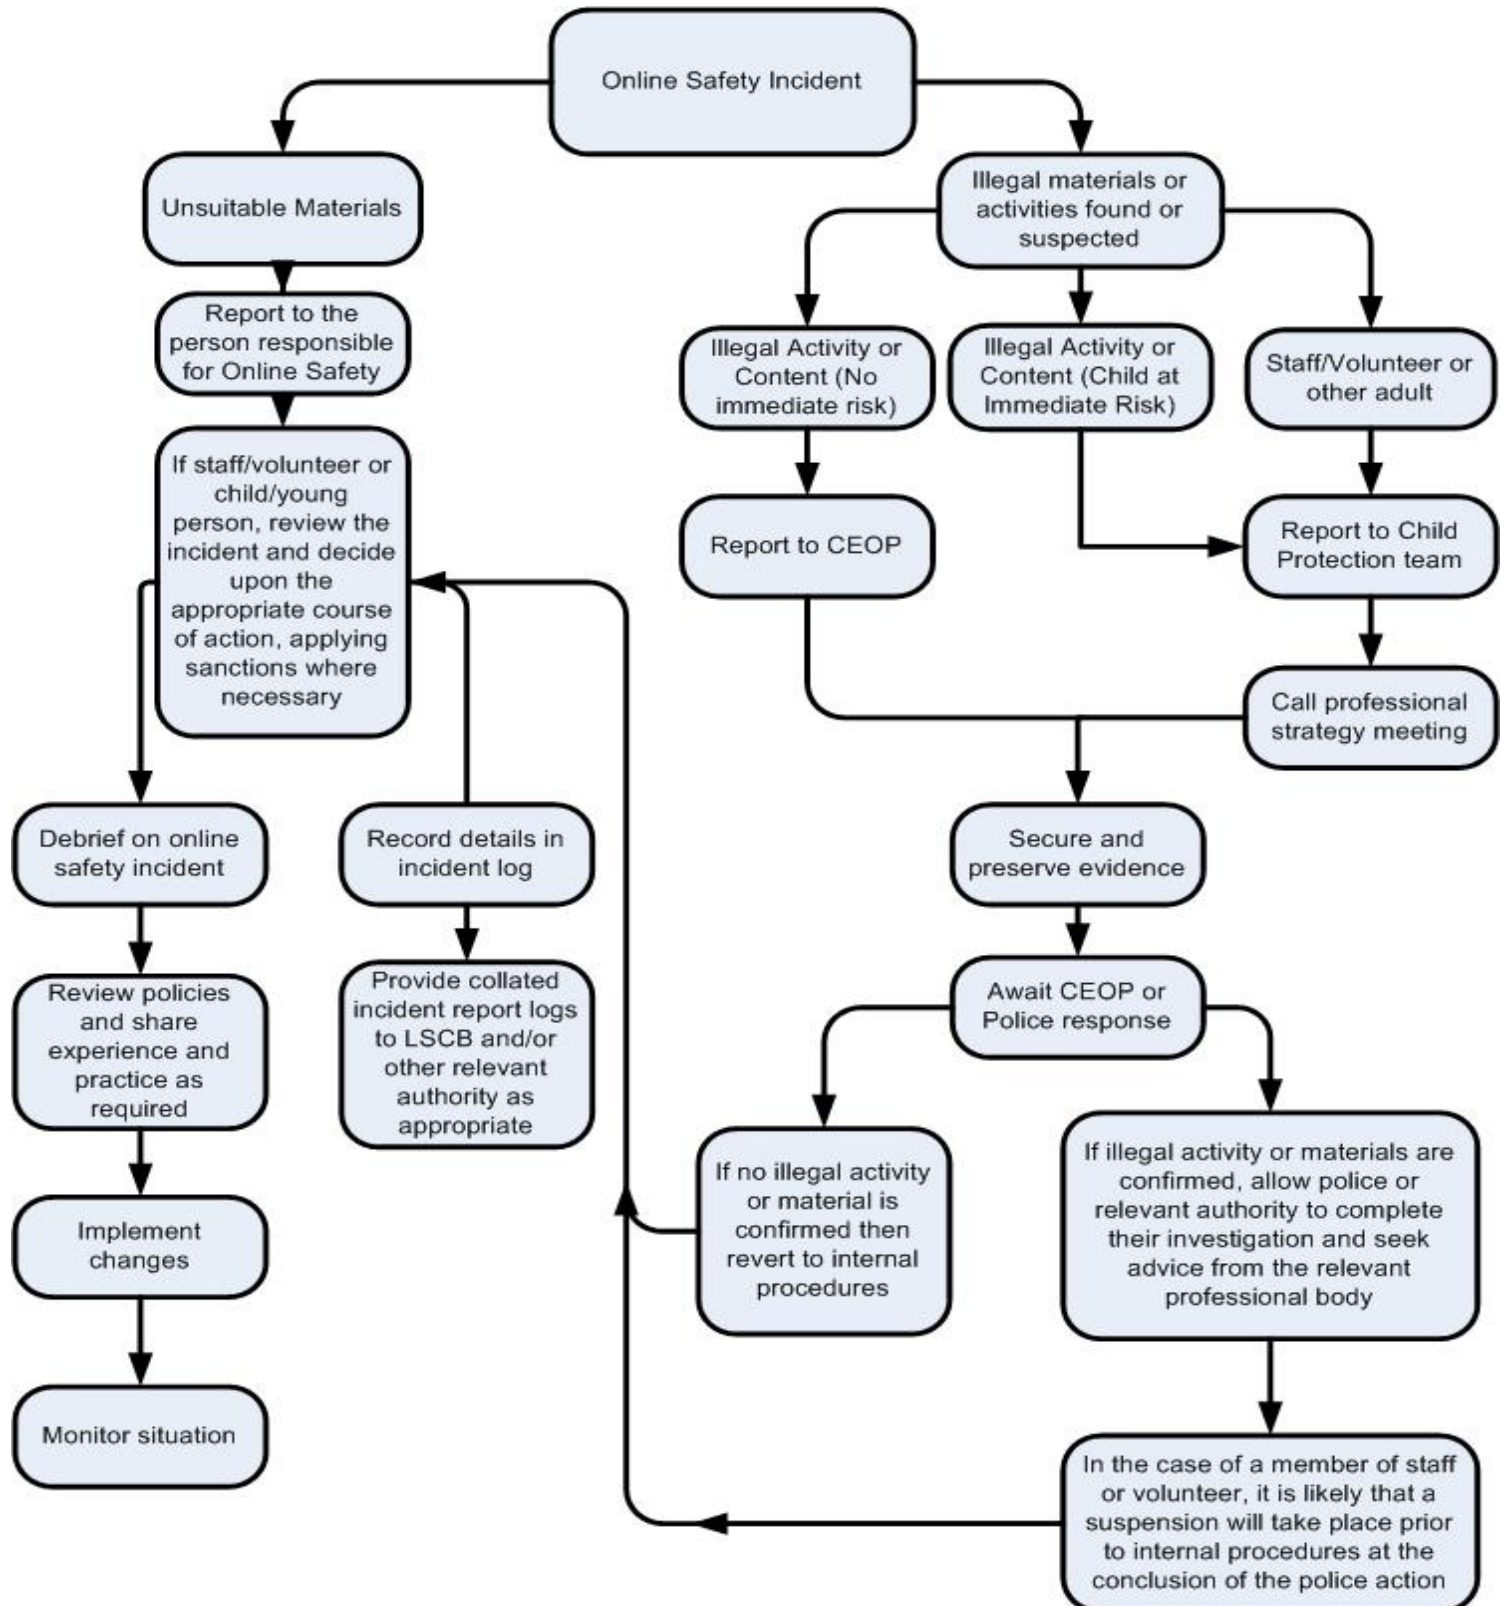 Online Safety Incident
Unsuitable Materials
Illegal materials or
activities found or
suspected
Report to the
person responsible
for Online Safety
Illegal Activity or
Content (No
immediate risk)
Illegal Activity or
Content (Child at
Immediate Risk)
Staff/Volunteer or
other adult
If staff/volunteer or
child/young
person, review the
incident and decide
upon the
appropriate course
of action, applying
sanctions where
necessary
Report to CEOP
Report to Child
Protection team
Call professional
strategy meeting
Debrief on online
safety incident
Record details in
incident log
Secure and
preserve evidence
Review policies
and share
experience and
practice as
required
Provide collated
incident report logs
to LSCB and/or
other relevant
authority as
appropriate
Await CEOP or
Police response
If no illegal activity
or material is
confirmed then
revert to internal
procedures
If illegal activity or materials are
confirmed, allow police or
relevant authority to complete
their investigation and seek
advice from the relevant
professional body
Implement
changes
Monitor situation
In the case of a member of staff
or volunteer, it is likely that a
suspension will take place prior
to internal procedures at the
conclusion of the police action